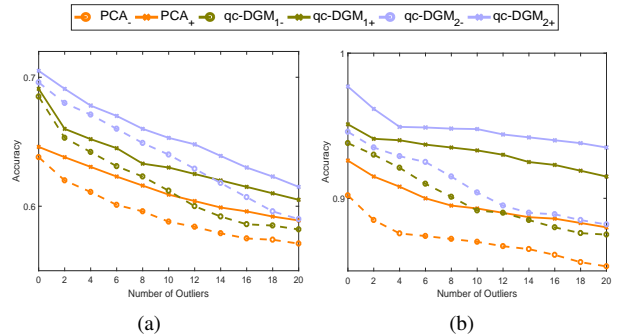 PCA- PCA+ qc-DGM1- qc-DGM1+ qc-DGM2- qc-DGM2+
0.7
0.6
Accuracy
0 2 4 6 8 10 12 14 16 18 20
Number of Outliers
(a)
1
0.9
Accuracy
0 2 4 6 8 10 12 14 16 18 20
Number of Outliers
(b)